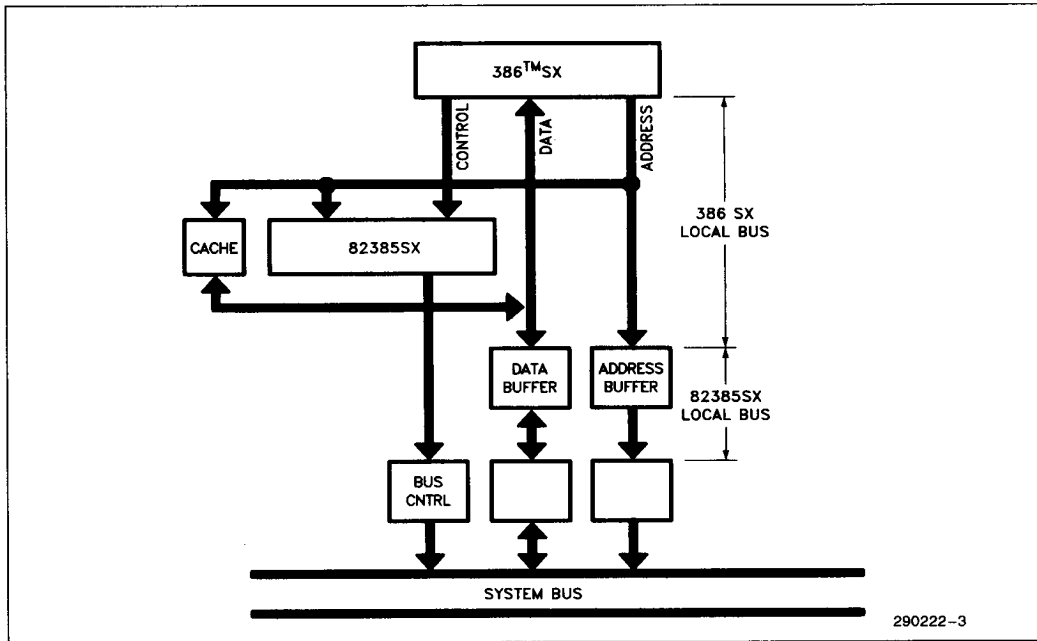 386™SX
CONTROL
DATA
ADDRESS
386 SX
LOCAL BUS
CACHE
82385SX
DATA
BUFFER
ADDRESS
BUFFER
82385SX
LOCAL BUS
BUS
CNTRL
SYSTEM BUS
290222-3